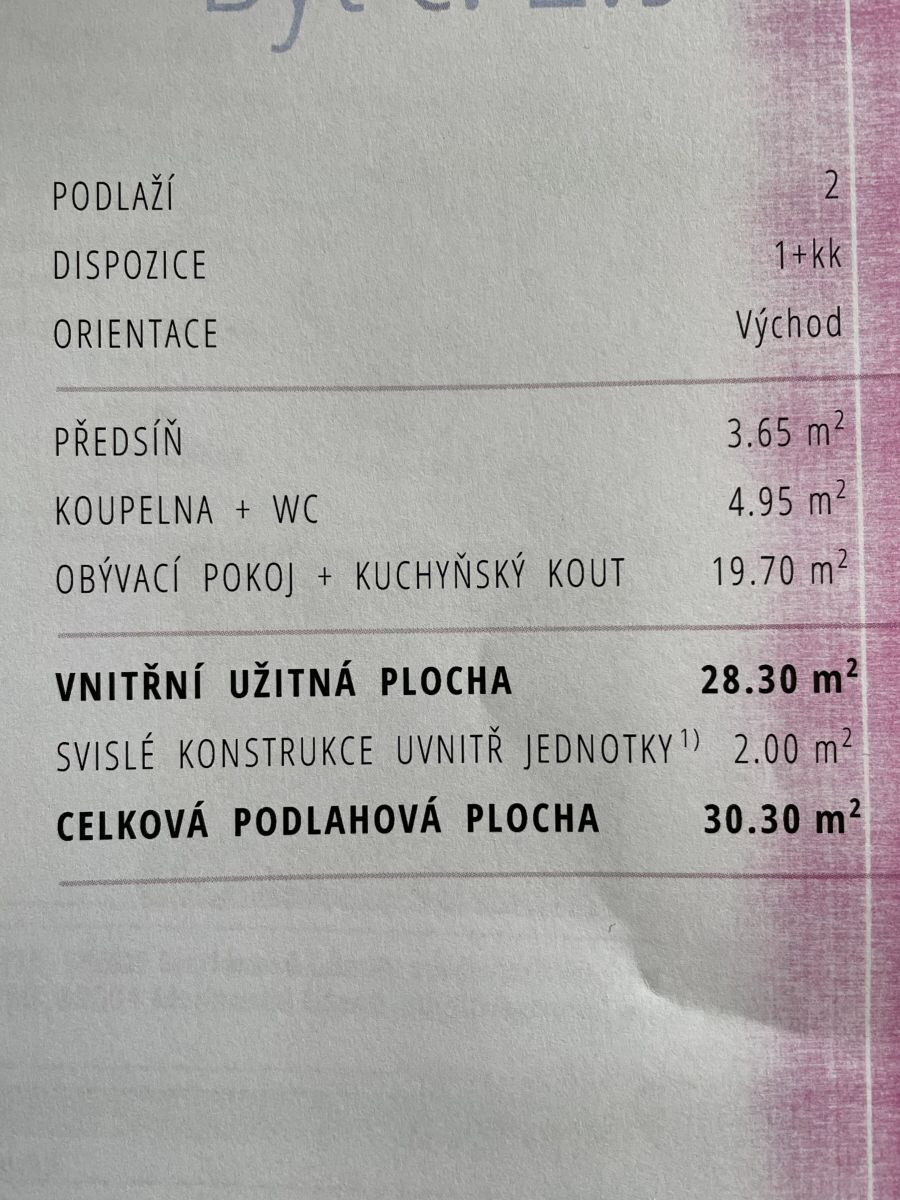 PODLAŽÍ 2
DISPOZICE 1+kk
ORIENTACE Východ
PŘEDSÍŇ 3.65 m²
KOUPELNA + WC 4.95 m²
OBÝVACÍ POKOJ + KUCHYŇSKÝ KOUT 19.70 m²
VNITŘNÍ UŽITNÁ PLOCHA 28.30 m²
SVISLÉ KONSTRUKCE UVNITŘ JEDNOTKY¹⁾ 2.00 m²
CELKOVÁ PODLAHOVÁ PLOCHA 30.30 m²